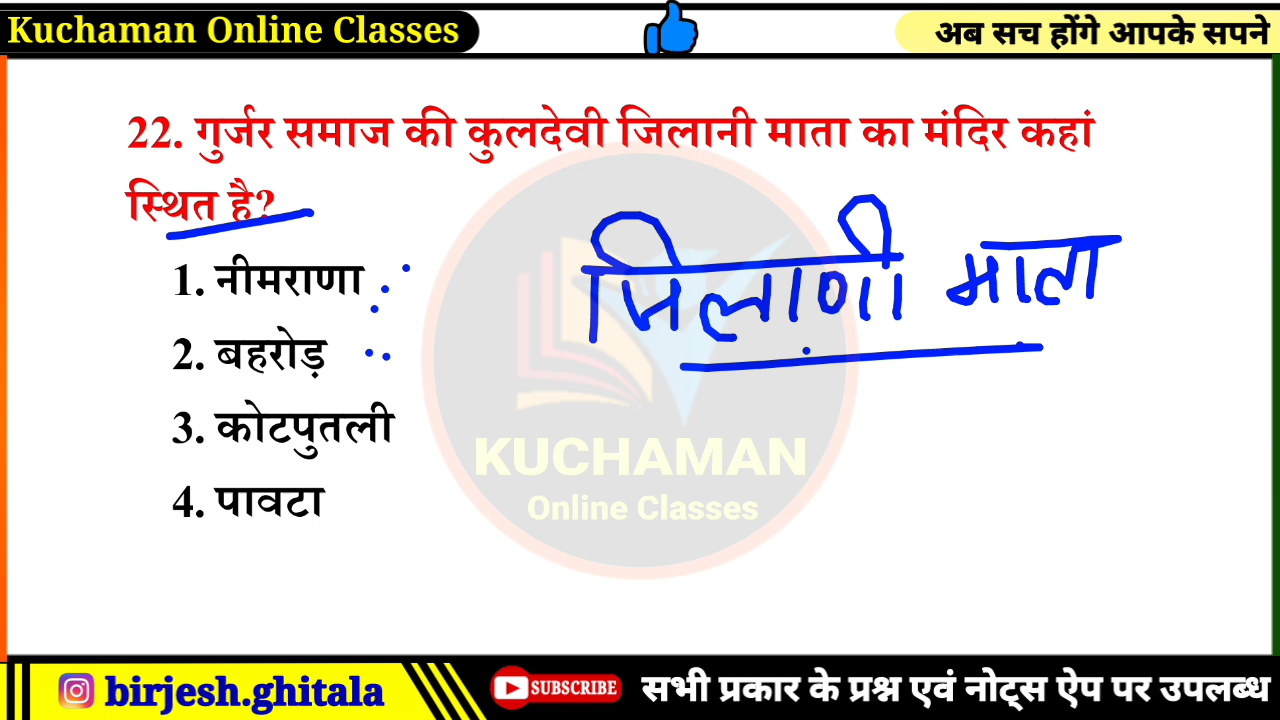 Kuchaman Online Classes
अब सच होंगे आपके सपने
22. गुर्जर समाज की कुलदेवी जिलानी माता का मंदिर कहां
स्थित है?
1. नीमराणा
2. बहरोड़
3. कोटपुतली
4. पावटा
जिलाणी माता
KUCHAMAN
Online Classes
birjesh.ghitala
SUBSCRIBE
सभी प्रकार के प्रश्न एवं नोट्स ऐप पर उपलब्ध